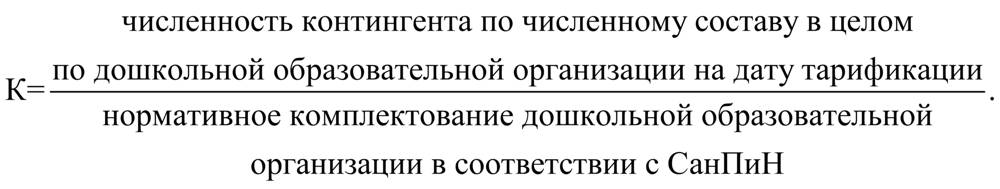 численность контингента по численному составу в целом
по дошкольной образовательной организации на дату тарификации
К=
.
нормативное комплектование дошкольной образовательной
организации в соответствии с СанПиН